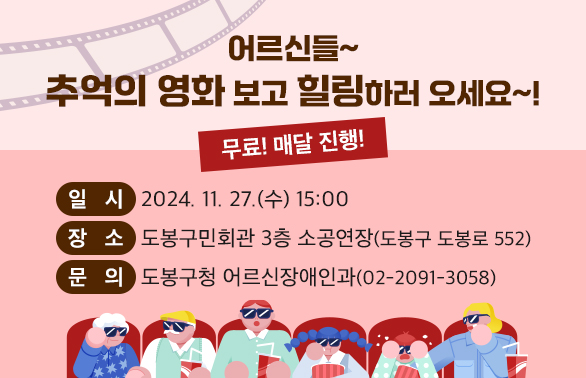 어르신들~
추억의 영화 보고 힐링하러 오세요~!
무료! 매달 진행!
일 시 2024. 11. 27.(수) 15:00
장 소 도봉구민회관 3층 소공연장(도봉구 도봉로 552)
문 의 도봉구청 어르신장애인과(02-2091-3058)